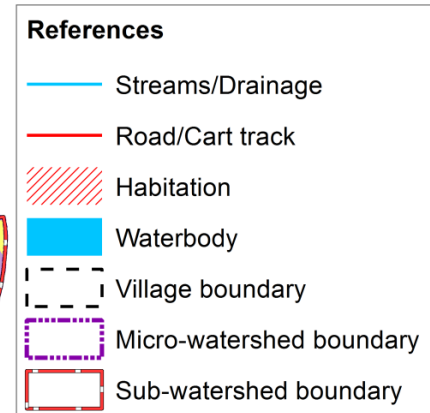 References
Streams/Drainage
Road/Cart track
Habitation
Waterbody
Village boundary
Micro-watershed boundary
Sub-watershed boundary